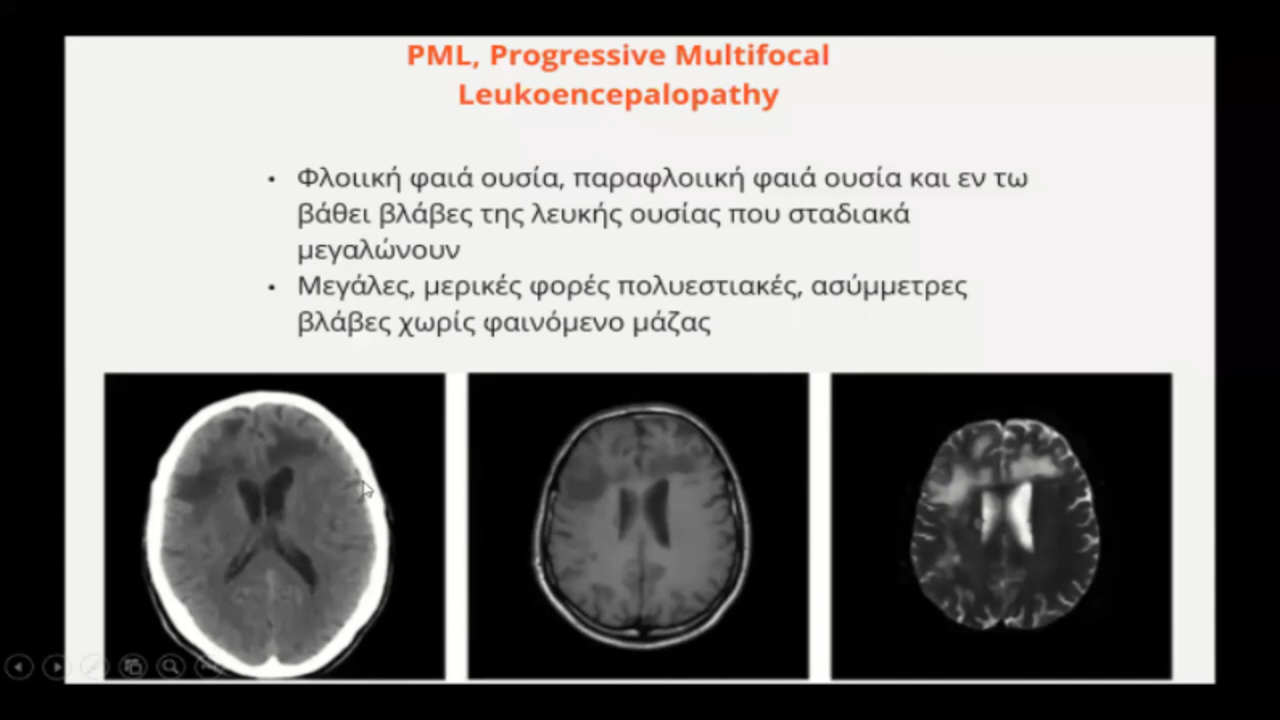 PML, Progressive Multifocal
Leukoencepalopathy
• Φλοιική φαιά ουσία, παραφλοιική φαιά ουσία και εν τω
βάθει βλάβες της λευκής ουσίας που σταδιακά
μεγαλώνουν
• Μεγάλες, μερικές φορές πολυεστιακές, ασύμμετρες
βλάβες χωρίς φαινόμενο μάζας